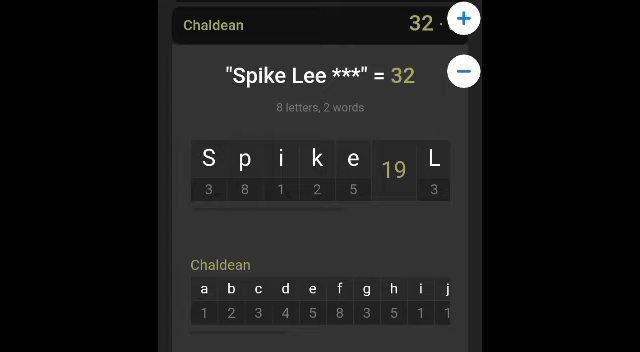 Chaldean 32 ·
+
−
"Spike Lee ***" = 32
8 letters, 2 words
S p i k e 19 L
3 8 1 2 5 3
Chaldean
a b c d e f g h i j
1 2 3 4 5 8 3 5 1 1